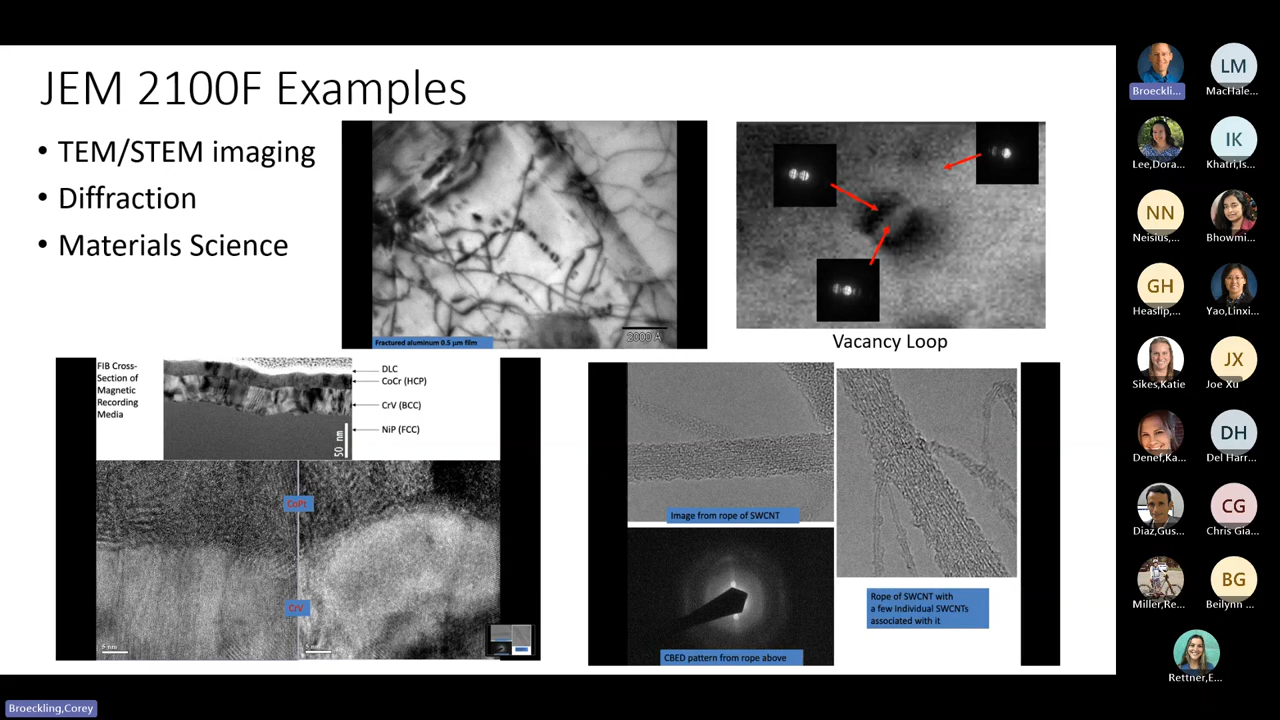 JEM 2100F Examples
• TEM/STEM imaging
• Diffraction
• Materials Science
Fractured aluminum 0.5 µm film
2000 Å
Vacancy Loop
FIB Cross-
Section of
Magnetic
Recording
Media
DLC
CoCr (HCP)
CrV (BCC)
NiP (FCC)
50 nm
CoPt
CrV
5 nm
5 nm
Image from rope of SWCNT
CBED pattern from rope above
Rope of SWCNT with
a few Individual SWCNTs
associated with it
Broeckli...
LM
MacHale...
Lee,Dora...
IK
Khatri,Is...
NN
Neisius,...
Bhowmi...
GH
Heaslip,...
Yao,Linxi...
Sikes,Katie
JX
Joe Xu
Denef,Ka...
DH
Del Harr...
Diaz,Gus...
CG
Chris Gia...
Miller,Re...
BG
Beilynn ...
Rettner,E...
Broeckling,Corey